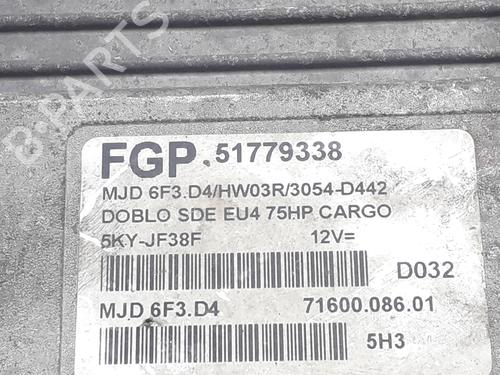 FGP. 51779338
MJD 6F3.D4/HW03R/3054-D442
DOBLO SDE EU4 75HP CARGO
5KY-JF38F 12V=
D032
MJD 6F3.D4 71600.086.01
5H3
B-PARTS